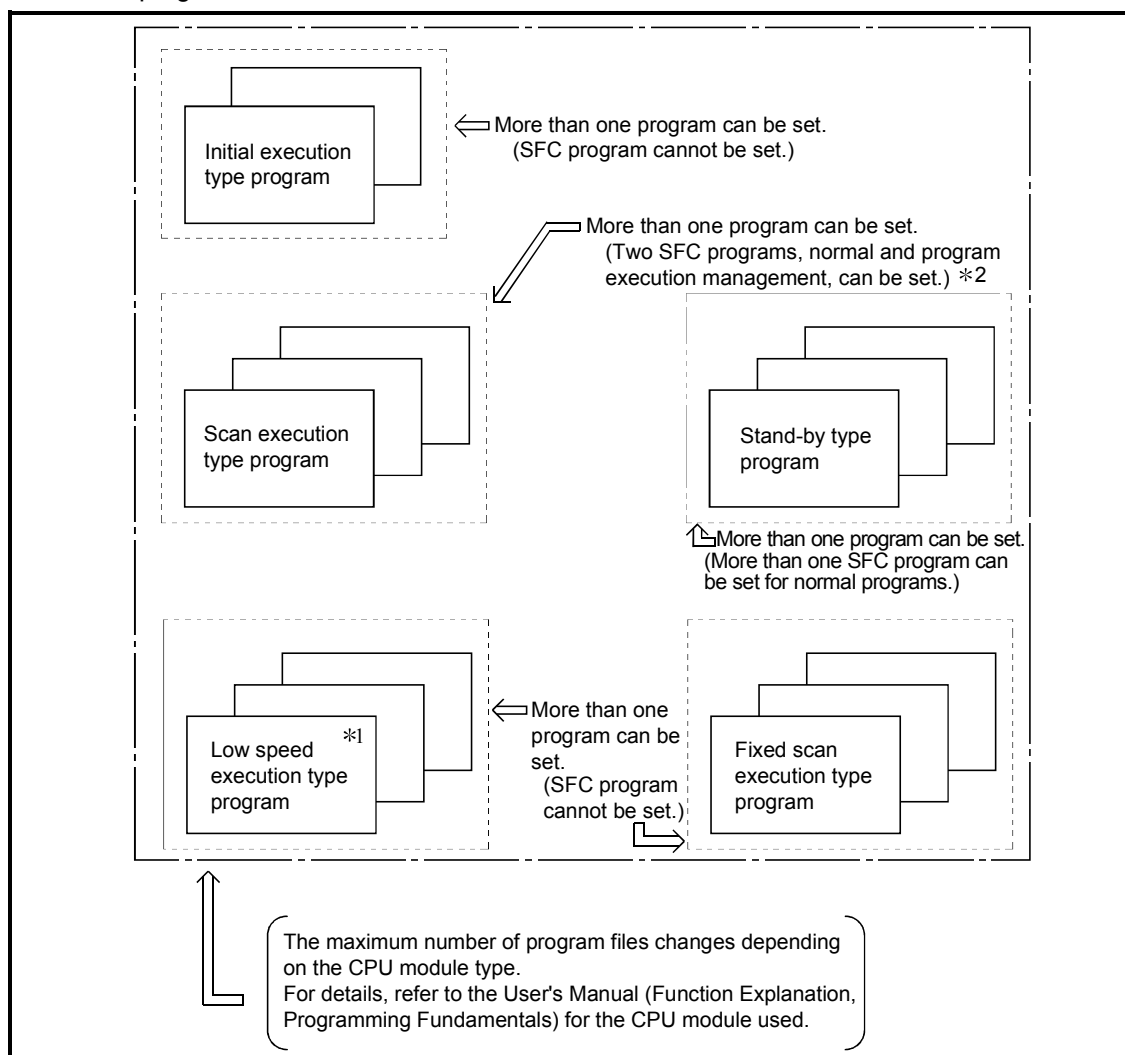 Initial execution
type program
More than one program can be set.
(SFC program cannot be set.)
More than one program can be set.
(Two SFC programs, normal and program
execution management, can be set.) *2
Scan execution
type program
Stand-by type
program
More than one program can be set.
(More than one SFC program can
be set for normal programs.)
Low speed *1
execution type
program
More than one
program can be
set.
(SFC program
cannot be set.)
Fixed scan
execution type
program
The maximum number of program files changes depending
on the CPU module type.
For details, refer to the User's Manual (Function Explanation,
Programming Fundamentals) for the CPU module used.